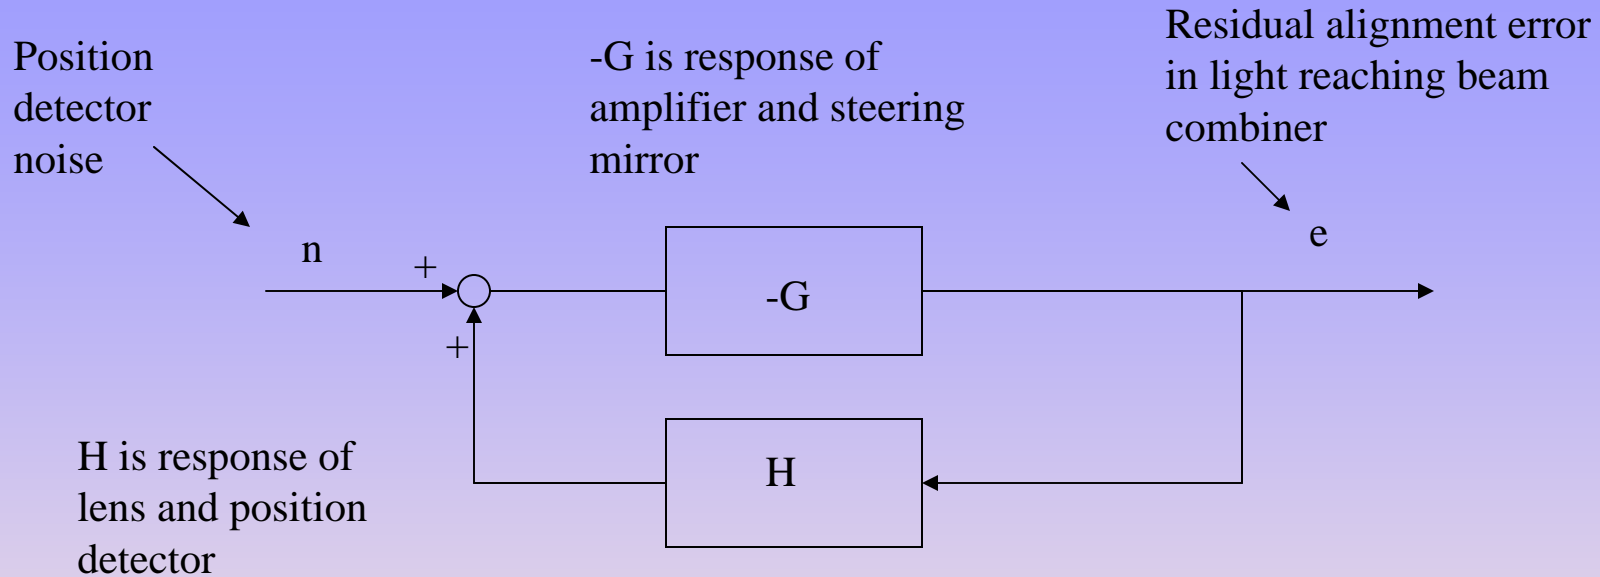 Position
detector
noise
-G is response of
amplifier and steering
mirror
Residual alignment error
in light reaching beam
combiner
n
+
e
-G
+
H is response of
lens and position
detector
H